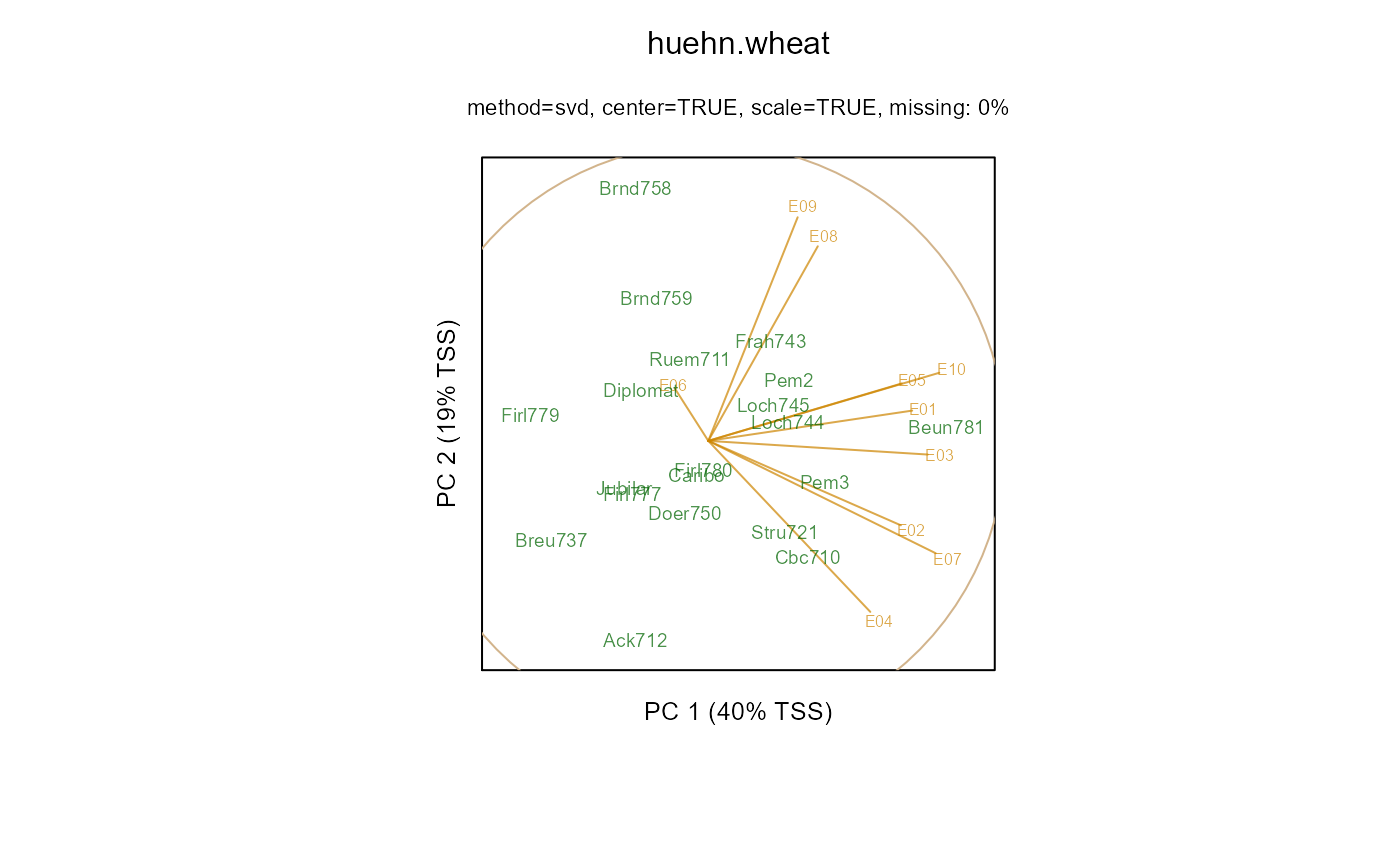 huehn.wheat
method=svd, center=TRUE, scale=TRUE, missing: 0%
Brnd758
E09
E08
Brnd759
Frah743
Ruem711
E10
E05
Pem2
E06
Diplomat
Loch745
E01
Firl779
Loch744
Beun781
E03
Firl780
Caribo
Pem3
Jubilar
Firl777
Doer750
E02
Stru721
Breu737
Cbc710
E07
E04
Ack712
PC 2 (19% TSS)
PC 1 (40% TSS)